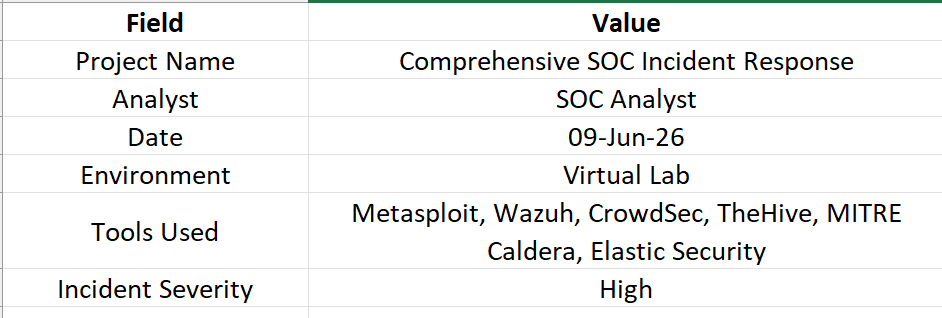 Field Value
Project Name Comprehensive SOC Incident Response
Analyst SOC Analyst
Date 09-Jun-26
Environment Virtual Lab
Tools Used Metasploit, Wazuh, CrowdSec, TheHive, MITRE
Caldera, Elastic Security
Incident Severity High